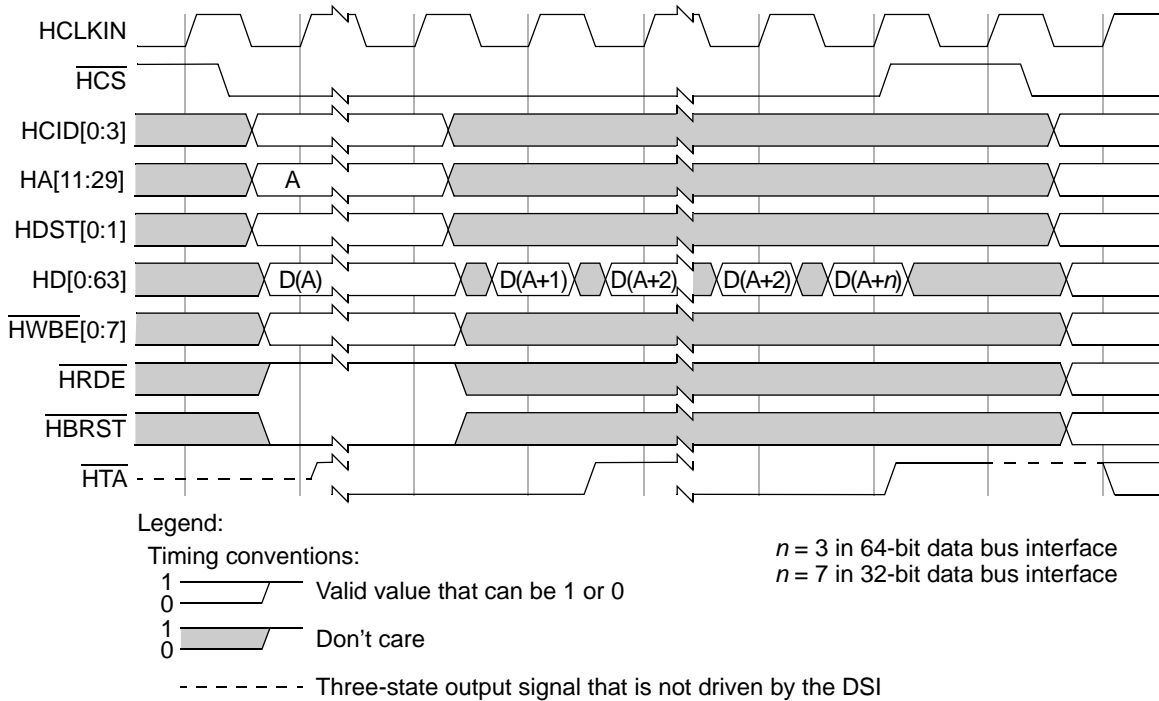 HCLKIN
HCS
HCID[0:3]
HA[11:29] A
HDST[0:1]
HD[0:63] D(A) D(A+1) D(A+2) D(A+2) D(A+n)
HWBE[0:7]
HRDE
HBRST
HTA
Legend:
Timing conventions:
1
0
Valid value that can be 1 or 0
1
0
Don't care
Three-state output signal that is not driven by the DSI
n = 3 in 64-bit data bus interface
n = 7 in 32-bit data bus interface